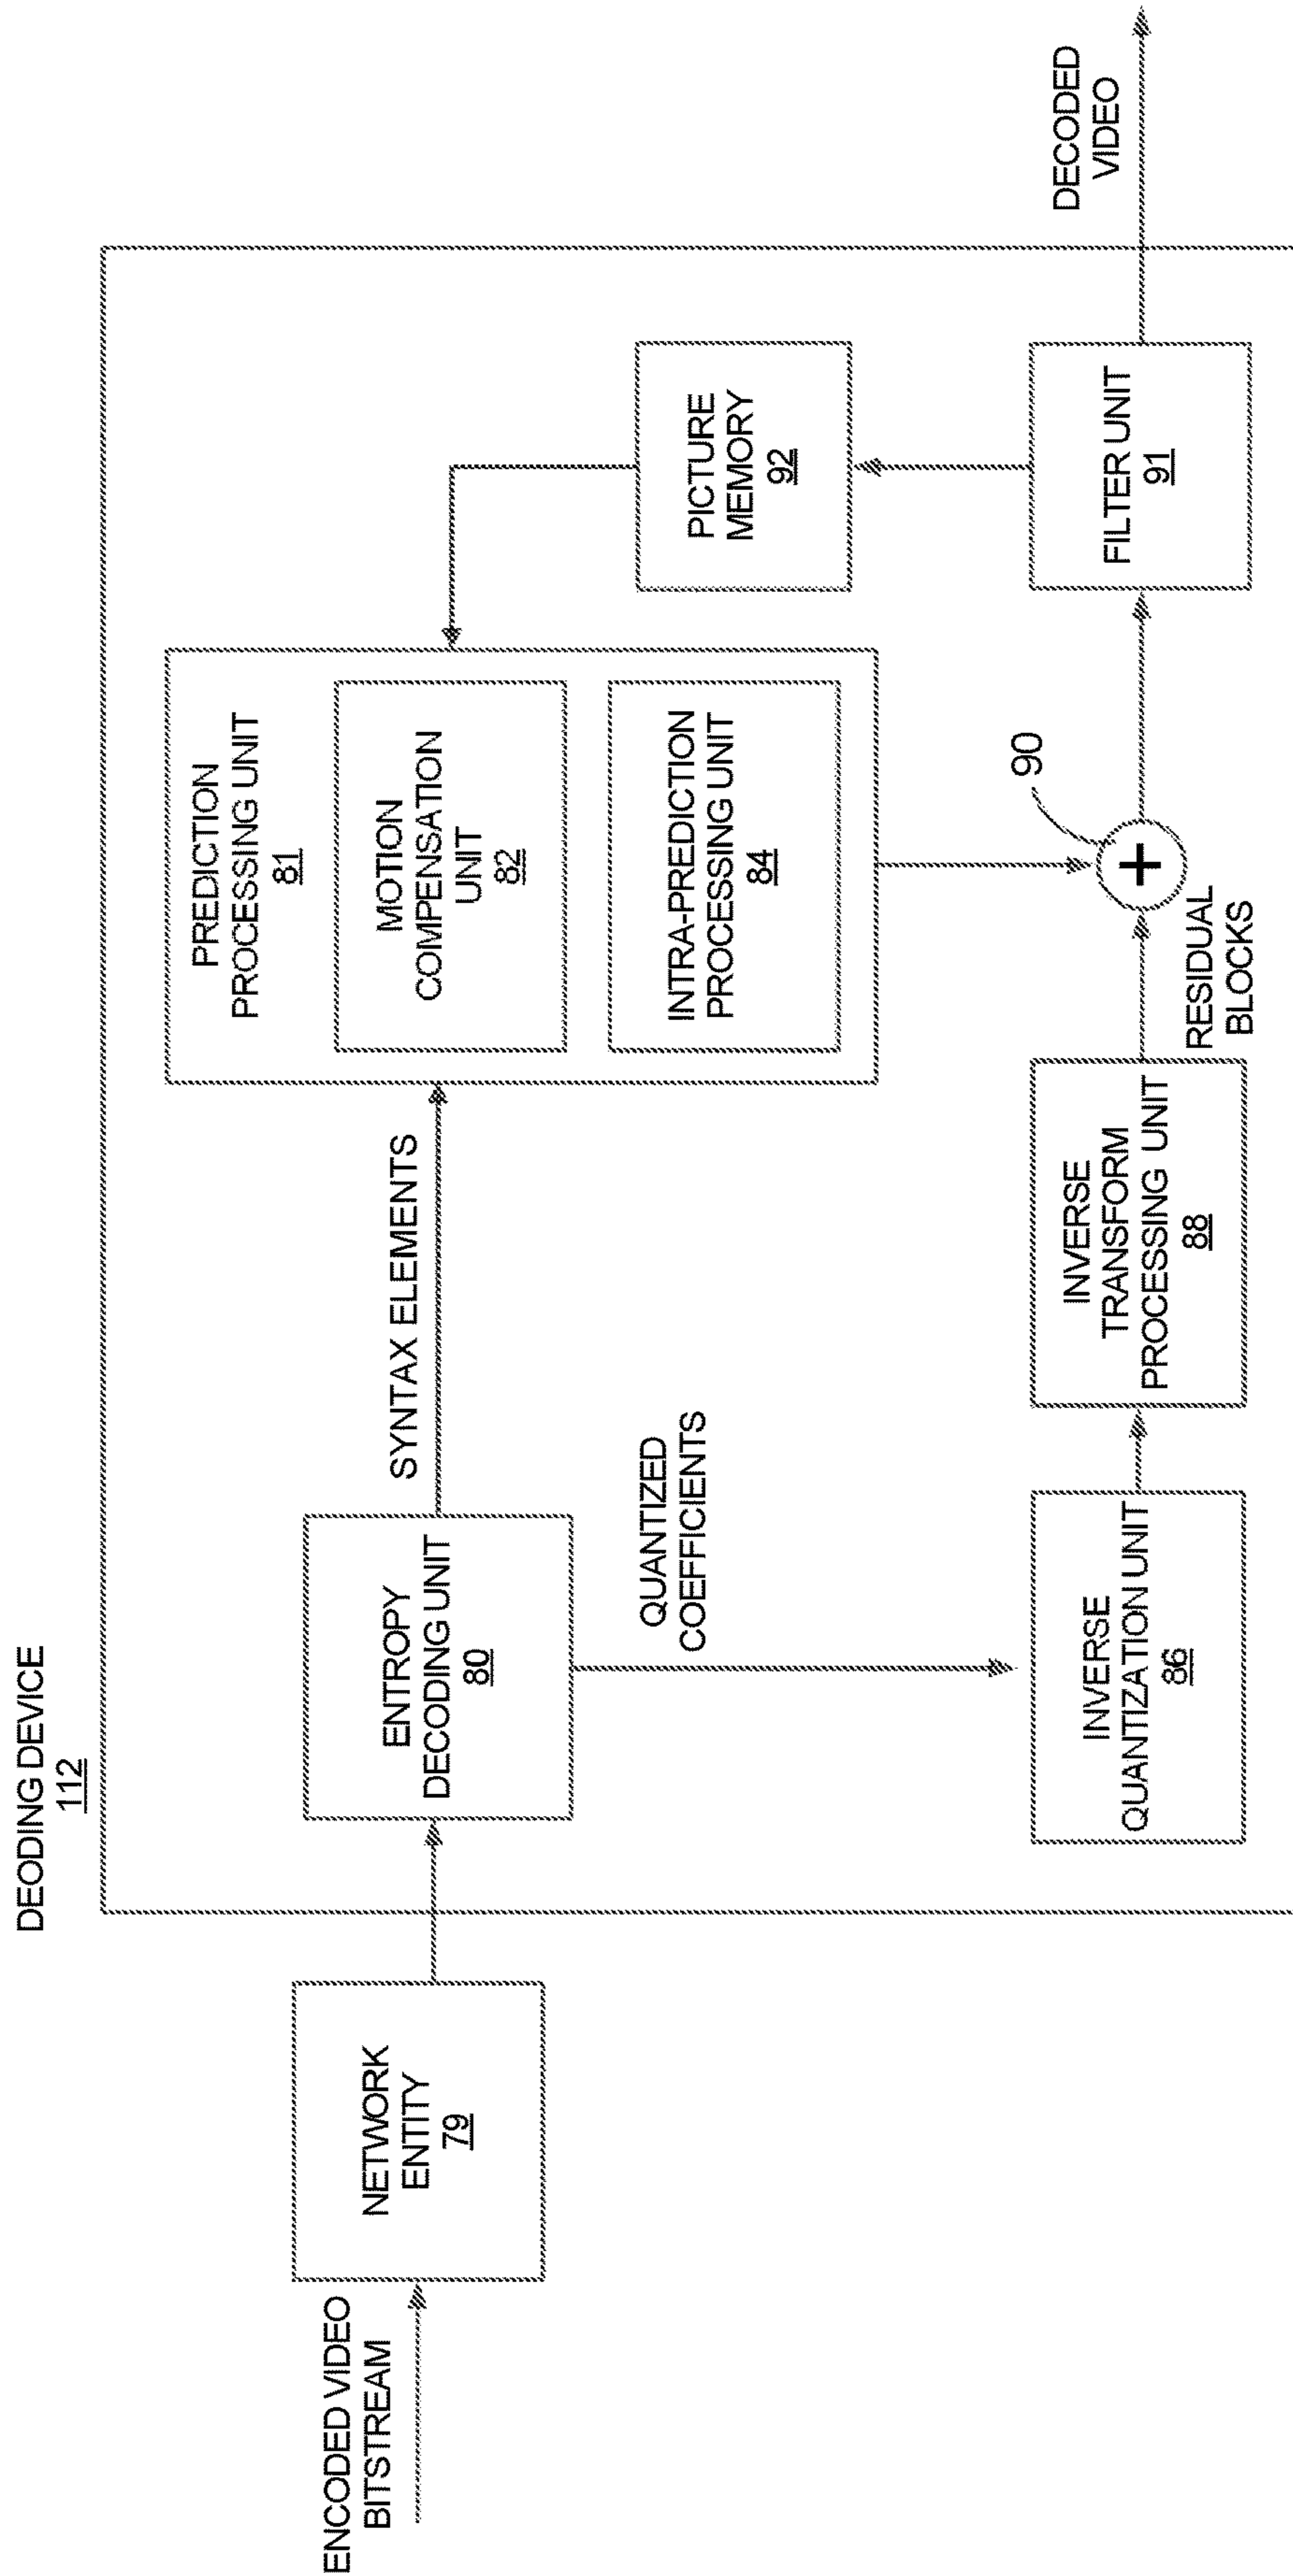 DEODING DEVICE
112
ENCODED VIDEO
BITSTREAM
NETWORK
ENTITY
79
ENTROPY
DECODING UNIT
80
SYNTAX ELEMENTS
QUANTIZED
COEFFICIENTS
PREDICTION
PROCESSING UNIT
81
MOTION
COMPENSATION
UNIT
82
INTRA-PREDICTION
PROCESSING UNIT
84
PICTURE
MEMORY
92
INVERSE
QUANTIZATION UNIT
86
INVERSE
TRANSFORM
PROCESSING UNIT
88
RESIDUAL
BLOCKS
90
+
FILTER UNIT
91
DECODED
VIDEO